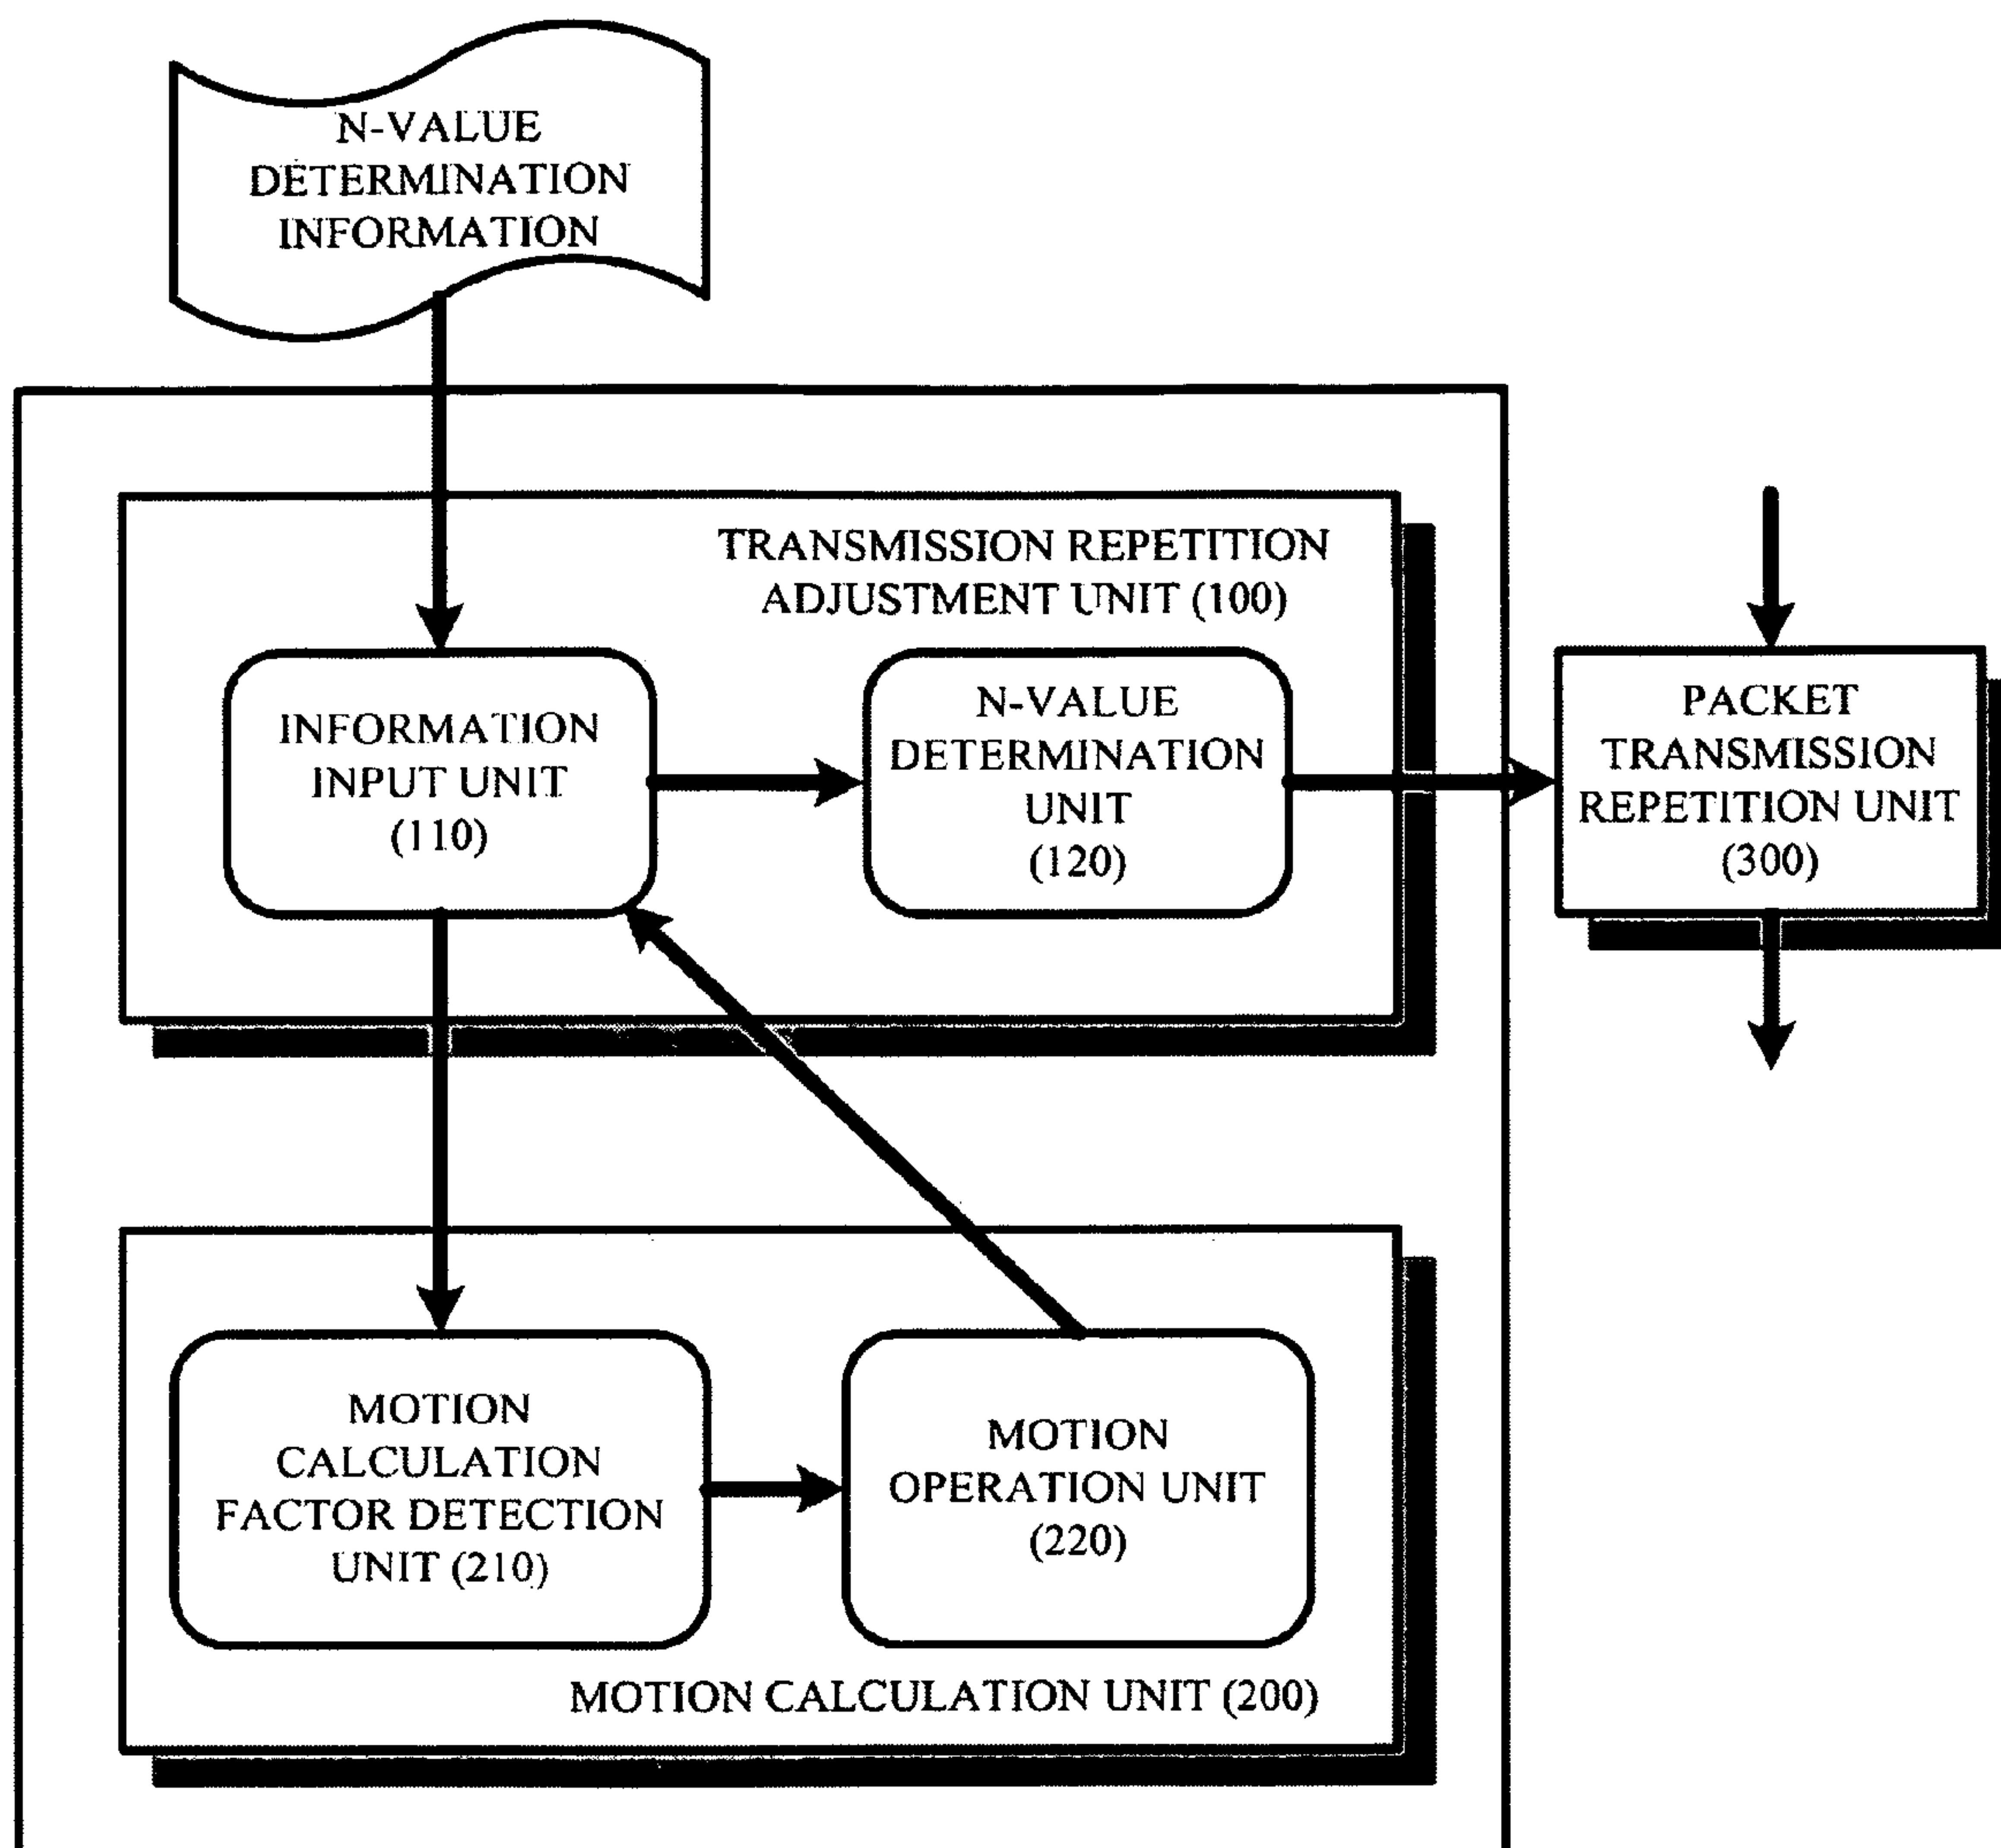 N-VALUE
DETERMINATION
INFORMATION
TRANSMISSION REPETITION
ADJUSTMENT UNIT (100)
INFORMATION
INPUT UNIT
(110)
N-VALUE
DETERMINATION
UNIT
(120)
PACKET
TRANSMISSION
REPETITION UNIT
(300)
MOTION
CALCULATION
FACTOR DETECTION
UNIT (210)
MOTION
OPERATION UNIT
(220)
MOTION CALCULATION UNIT (200)